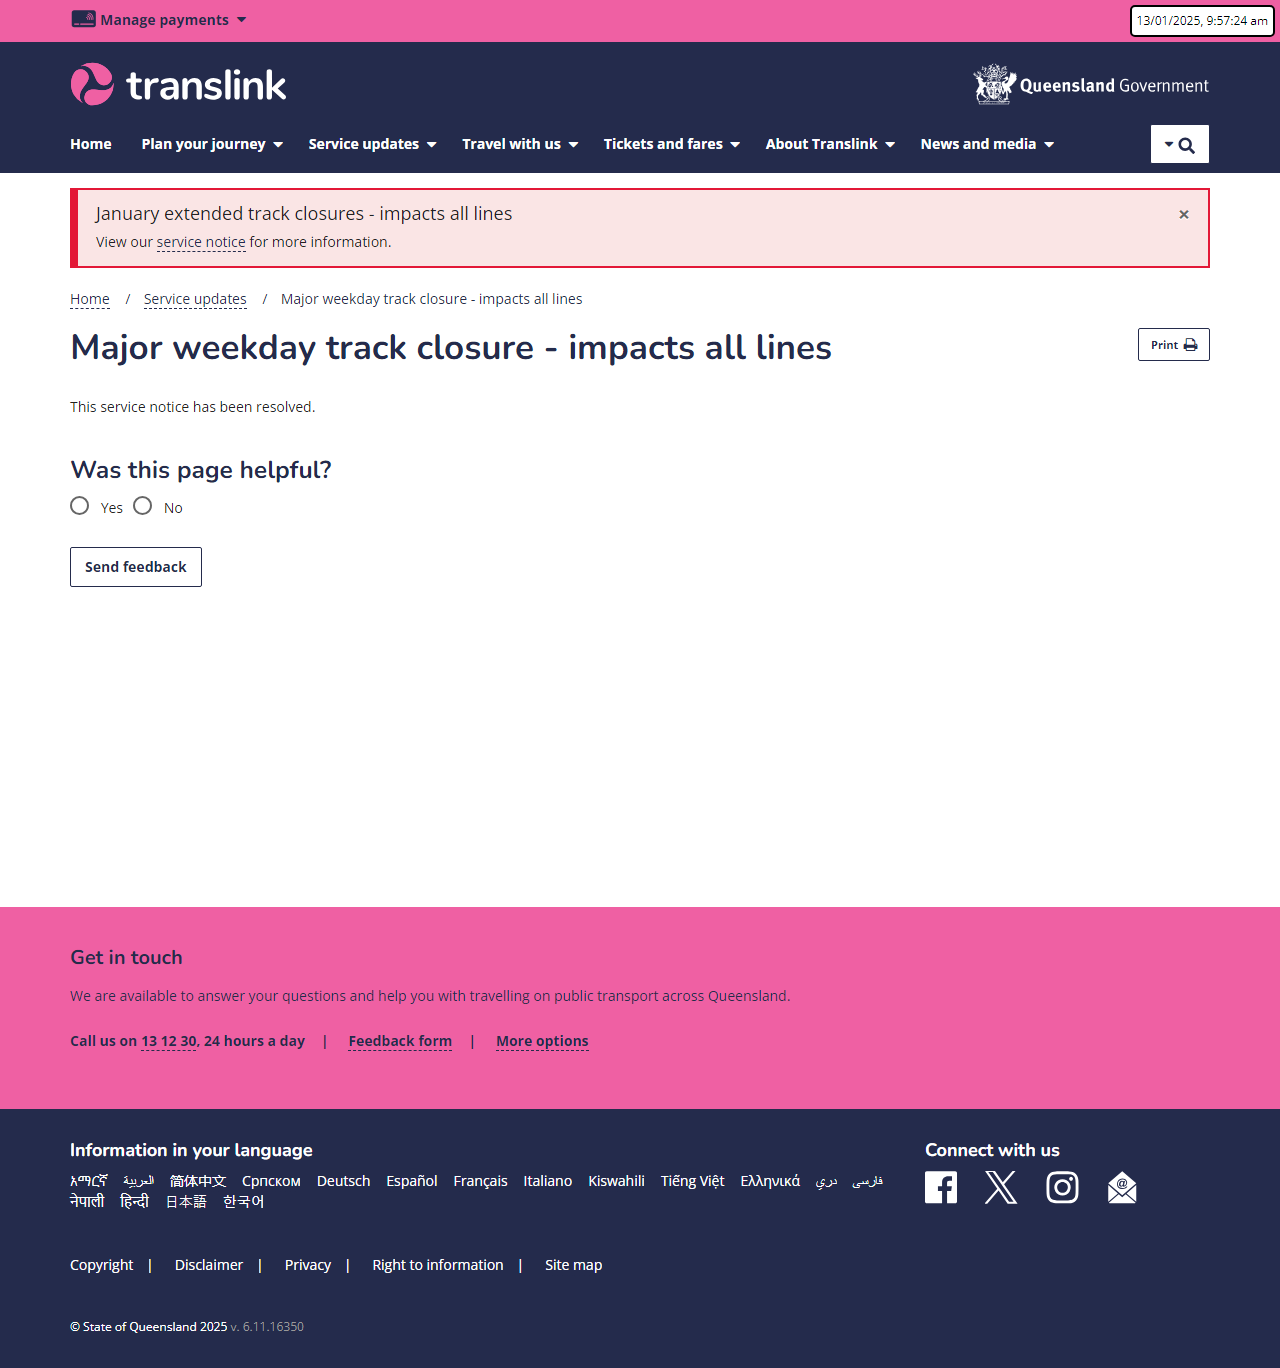 Manage payments
13/01/2025, 9:57:24 am
translink
Queensland Government
Home Plan your journey Service updates Travel with us Tickets and fares About Translink News and media
January extended track closures - impacts all lines
×
View our service notice for more information.
Home / Service updates / Major weekday track closure - impacts all lines
Major weekday track closure - impacts all lines
Print
This service notice has been resolved.
Was this page helpful?
Yes No
Send feedback
Get in touch
We are available to answer your questions and help you with travelling on public transport across Queensland.
Call us on 13 12 30, 24 hours a day | Feedback form | More options
Information in your language
አማርኛ العربية 简体中文 Српском Deutsch Español Français Italiano Kiswahili Tiếng Việt Ελληνικά دري فارسی
नेपाली हिन्दी 日本語 한국어
Connect with us
Copyright | Disclaimer | Privacy | Right to information | Site map
© State of Queensland 2025 v. 6.11.16350